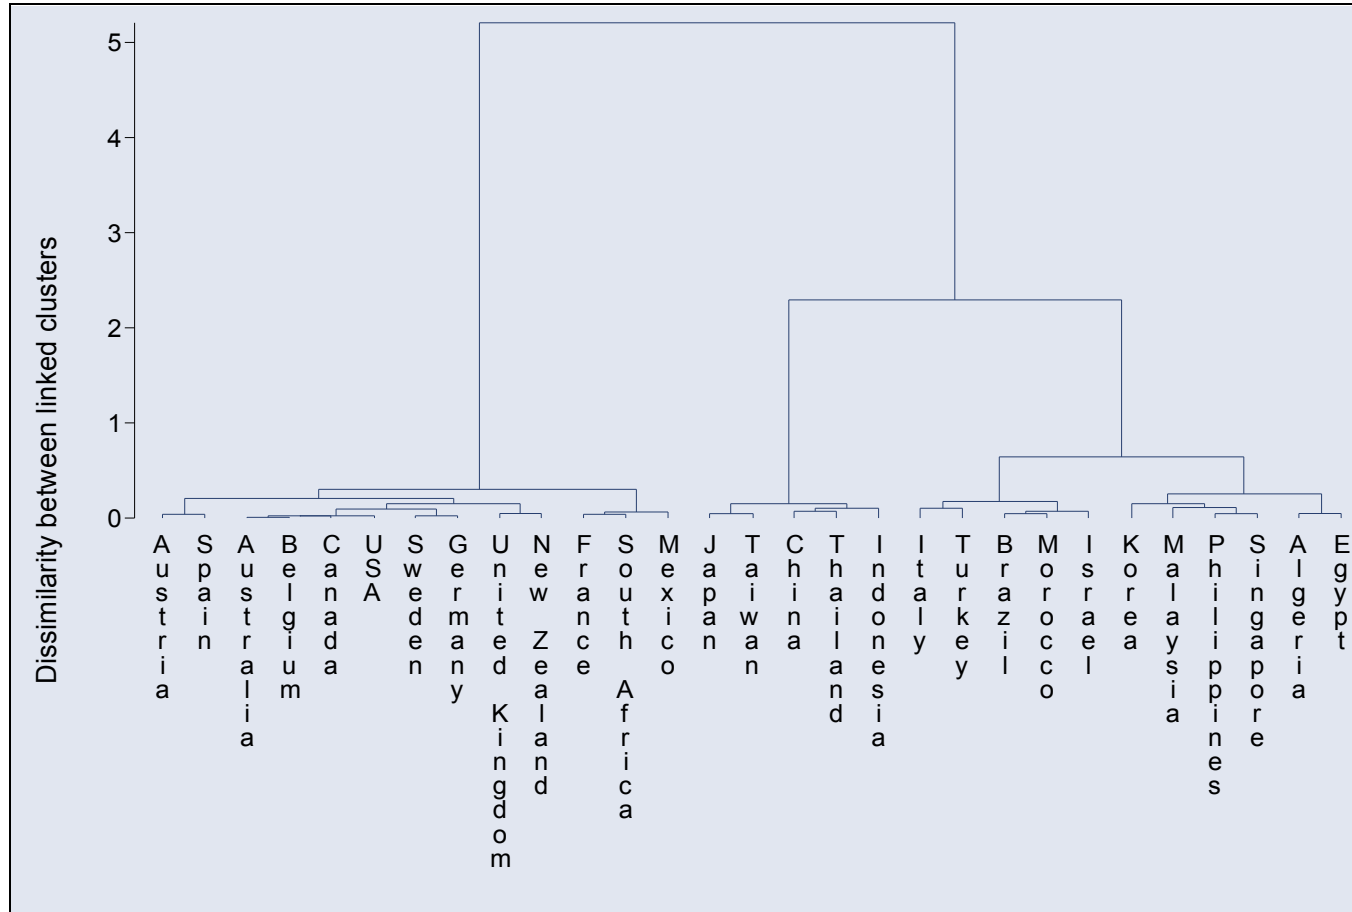 Dissimilarity between linked clusters
5
4
3
2
1
0
Austria
Spain
Australia
Belgium
Canada
USA
Sweden
Germany
United Kingdom
New Zealand
France
South Africa
Mexico
Japan
Taiwan
China
Thailand
Indonesia
Italy
Turkey
Brazil
Morocco
Israel
Korea
Malaysia
Philippines
Singapore
Algeria
Egypt